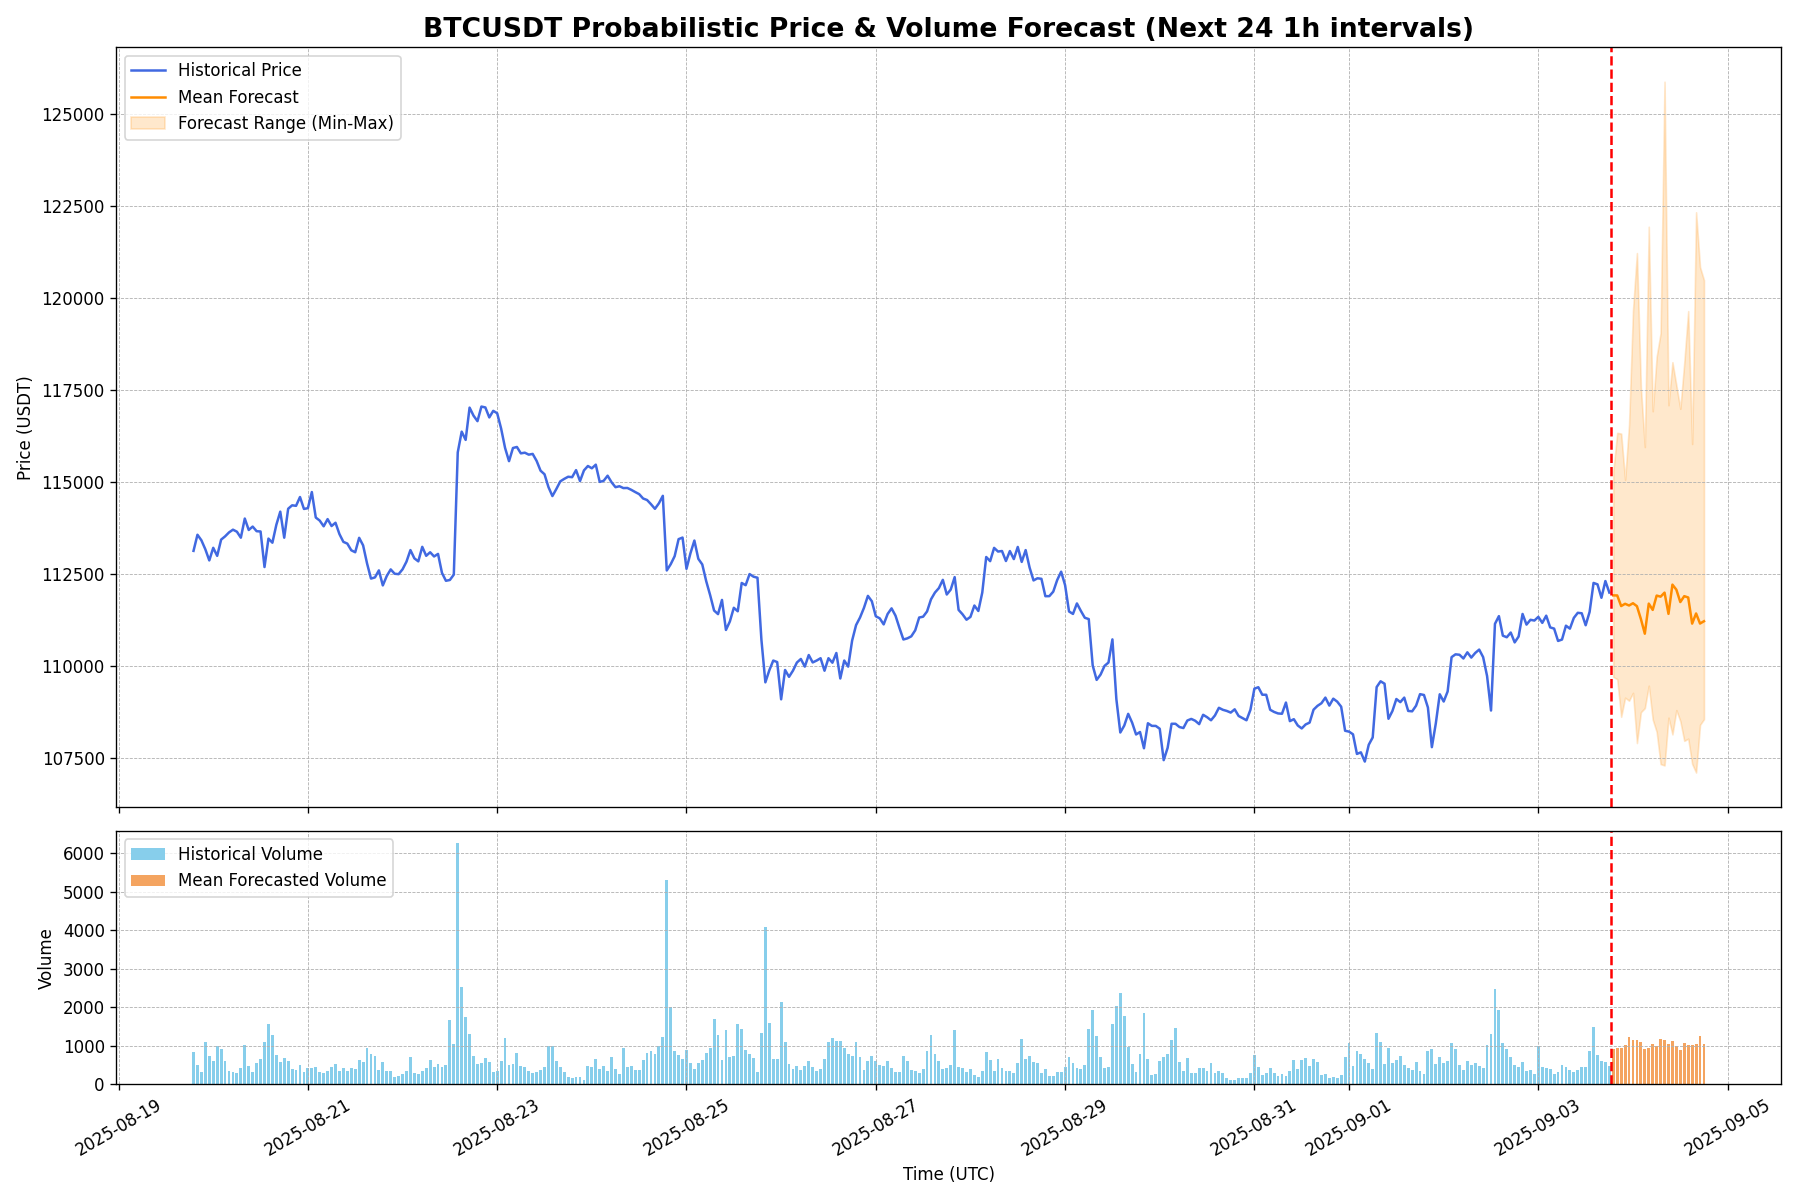 BTCUSDT Probabilistic Price & Volume Forecast (Next 24 1h intervals)
Historical Price
Mean Forecast
Forecast Range (Min-Max)
125000
122500
120000
117500
115000
112500
110000
107500
Price (USDT)
Historical Volume
Mean Forecasted Volume
6000
5000
4000
3000
2000
1000
0
Volume
2025-08-19
2025-08-21
2025-08-23
2025-08-25
2025-08-27
2025-08-29
2025-08-31
2025-09-01
2025-09-03
2025-09-05
Time (UTC)